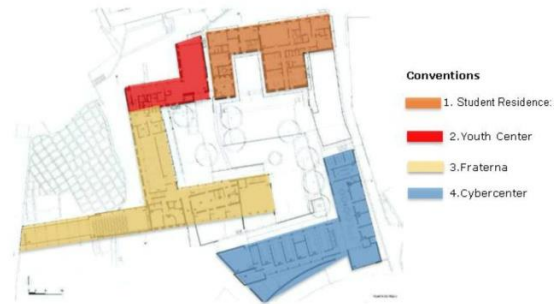 Conventions
1. Student Residence:
2.Youth Center
3.Fraterna
4.Cybercenter